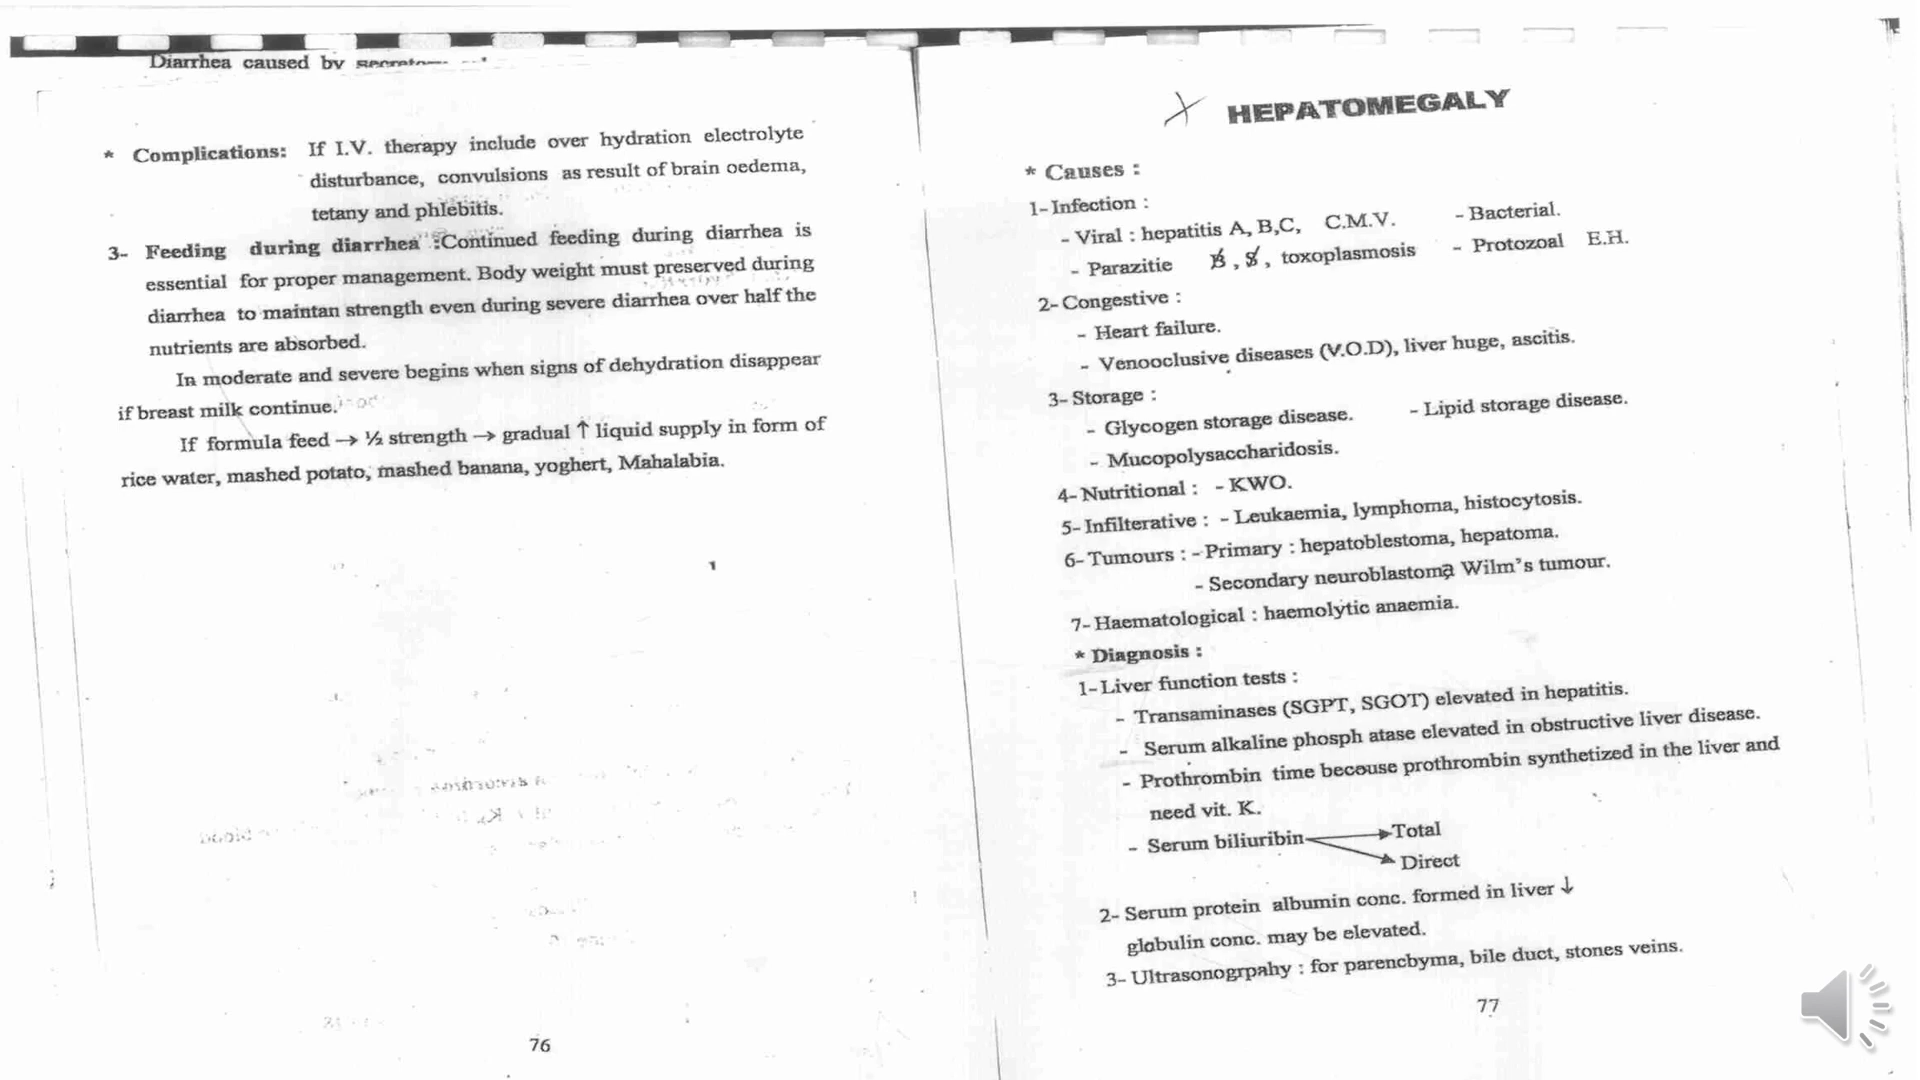 Diarrhea caused by
* Complications: If I.V. therapy include over hydration electrolyte
disturbance, convulsions as result of brain oedema,
tetany and phlebitis.
3- Feeding during diarrhea :Continued feeding during diarrhea is
essential for proper management. Body weight must preserved during
diarrhea to maintan strength even during severe diarrhea over half the
nutrients are absorbed.
In moderate and severe begins when signs of dehydration disappear
if breast milk continue.
If formula feed → ½ strength → gradual ↑ liquid supply in form of
rice water, mashed potato, mashed banana, yoghert, Mahalabia.
76
HEPATOMEGALY
* Causes :
1- Infection :
- Viral : hepatitis A, B,C, C.M.V. - Bacterial.
- Parazitie B , S , toxoplasmosis - Protozoal E.H.
2- Congestive :
- Heart failure.
- Venooclusive diseases (V.O.D), liver huge, ascitis.
3- Storage :
- Glycogen storage disease. - Lipid storage disease.
- Mucopolysaccharidosis.
4- Nutritional : - KWO.
5- Infilterative : - Leukaemia, lymphoma, histocytosis.
6- Tumours : - Primary : hepatoblestoma, hepatoma.
- Secondary neuroblastoma Wilm's tumour.
7- Haematological : haemolytic anaemia.
* Diagnosis :
1- Liver function tests :
- Transaminases (SGPT, SGOT) elevated in hepatitis.
- Serum alkaline phosph atase elevated in obstructive liver disease.
- Prothrombin time becouse prothrombin synthetized in the liver and
need vit. K.
- Serum biliuribin Total
Direct
2- Serum protein albumin conc. formed in liver ↓
globulin conc. may be elevated.
3- Ultrasonogrpahy : for parencbyma, bile duct, stones veins.
77